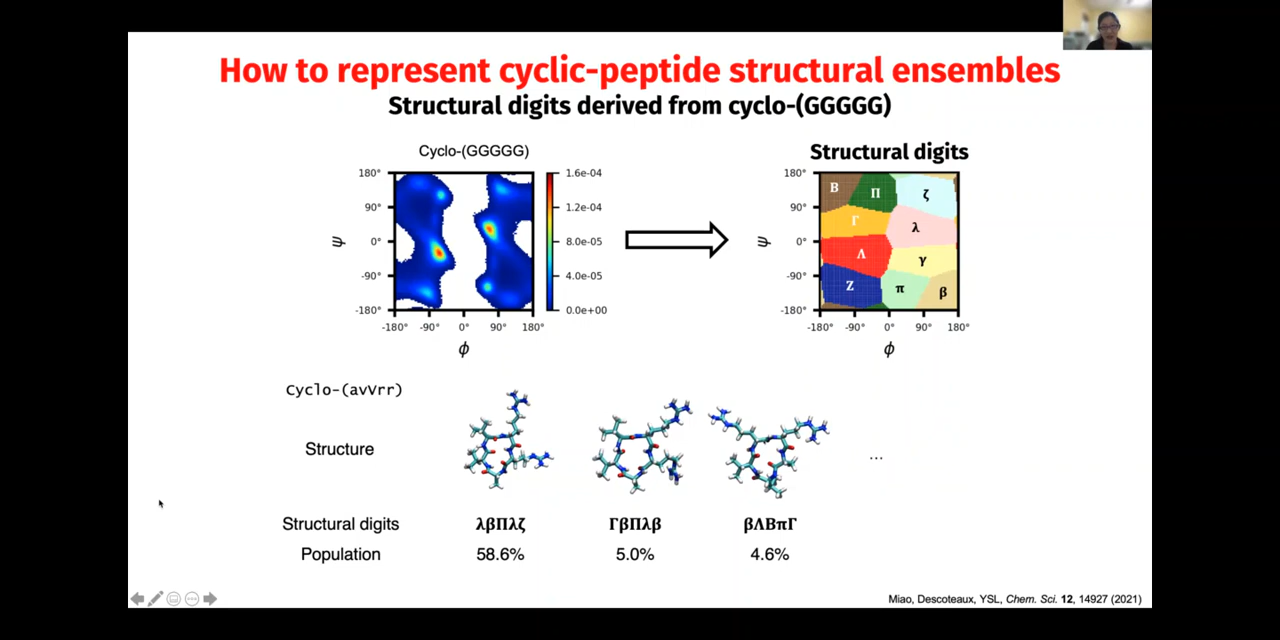 How to represent cyclic-peptide structural ensembles
Structural digits derived from cyclo-(GGGGG)
Cyclo-(GGGGG)
180°
90°
0°
-90°
-180°
ψ
-180° -90° 0° 90° 180°
ϕ
1.6e-04
1.2e-04
8.0e-05
4.0e-05
0.0e+00
Structural digits
180°
90°
0°
-90°
-180°
ψ
B Π ζ
Γ λ
Λ γ
Z π β
-180° -90° 0° 90° 180°
ϕ
Cyclo-(avVrr)
Structure
...
Structural digits λβΠλζ ΓβΠλβ βΛBπΓ
Population 58.6% 5.0% 4.6%
Miao, Descoteaux, YSL, Chem. Sci. 12, 14927 (2021)